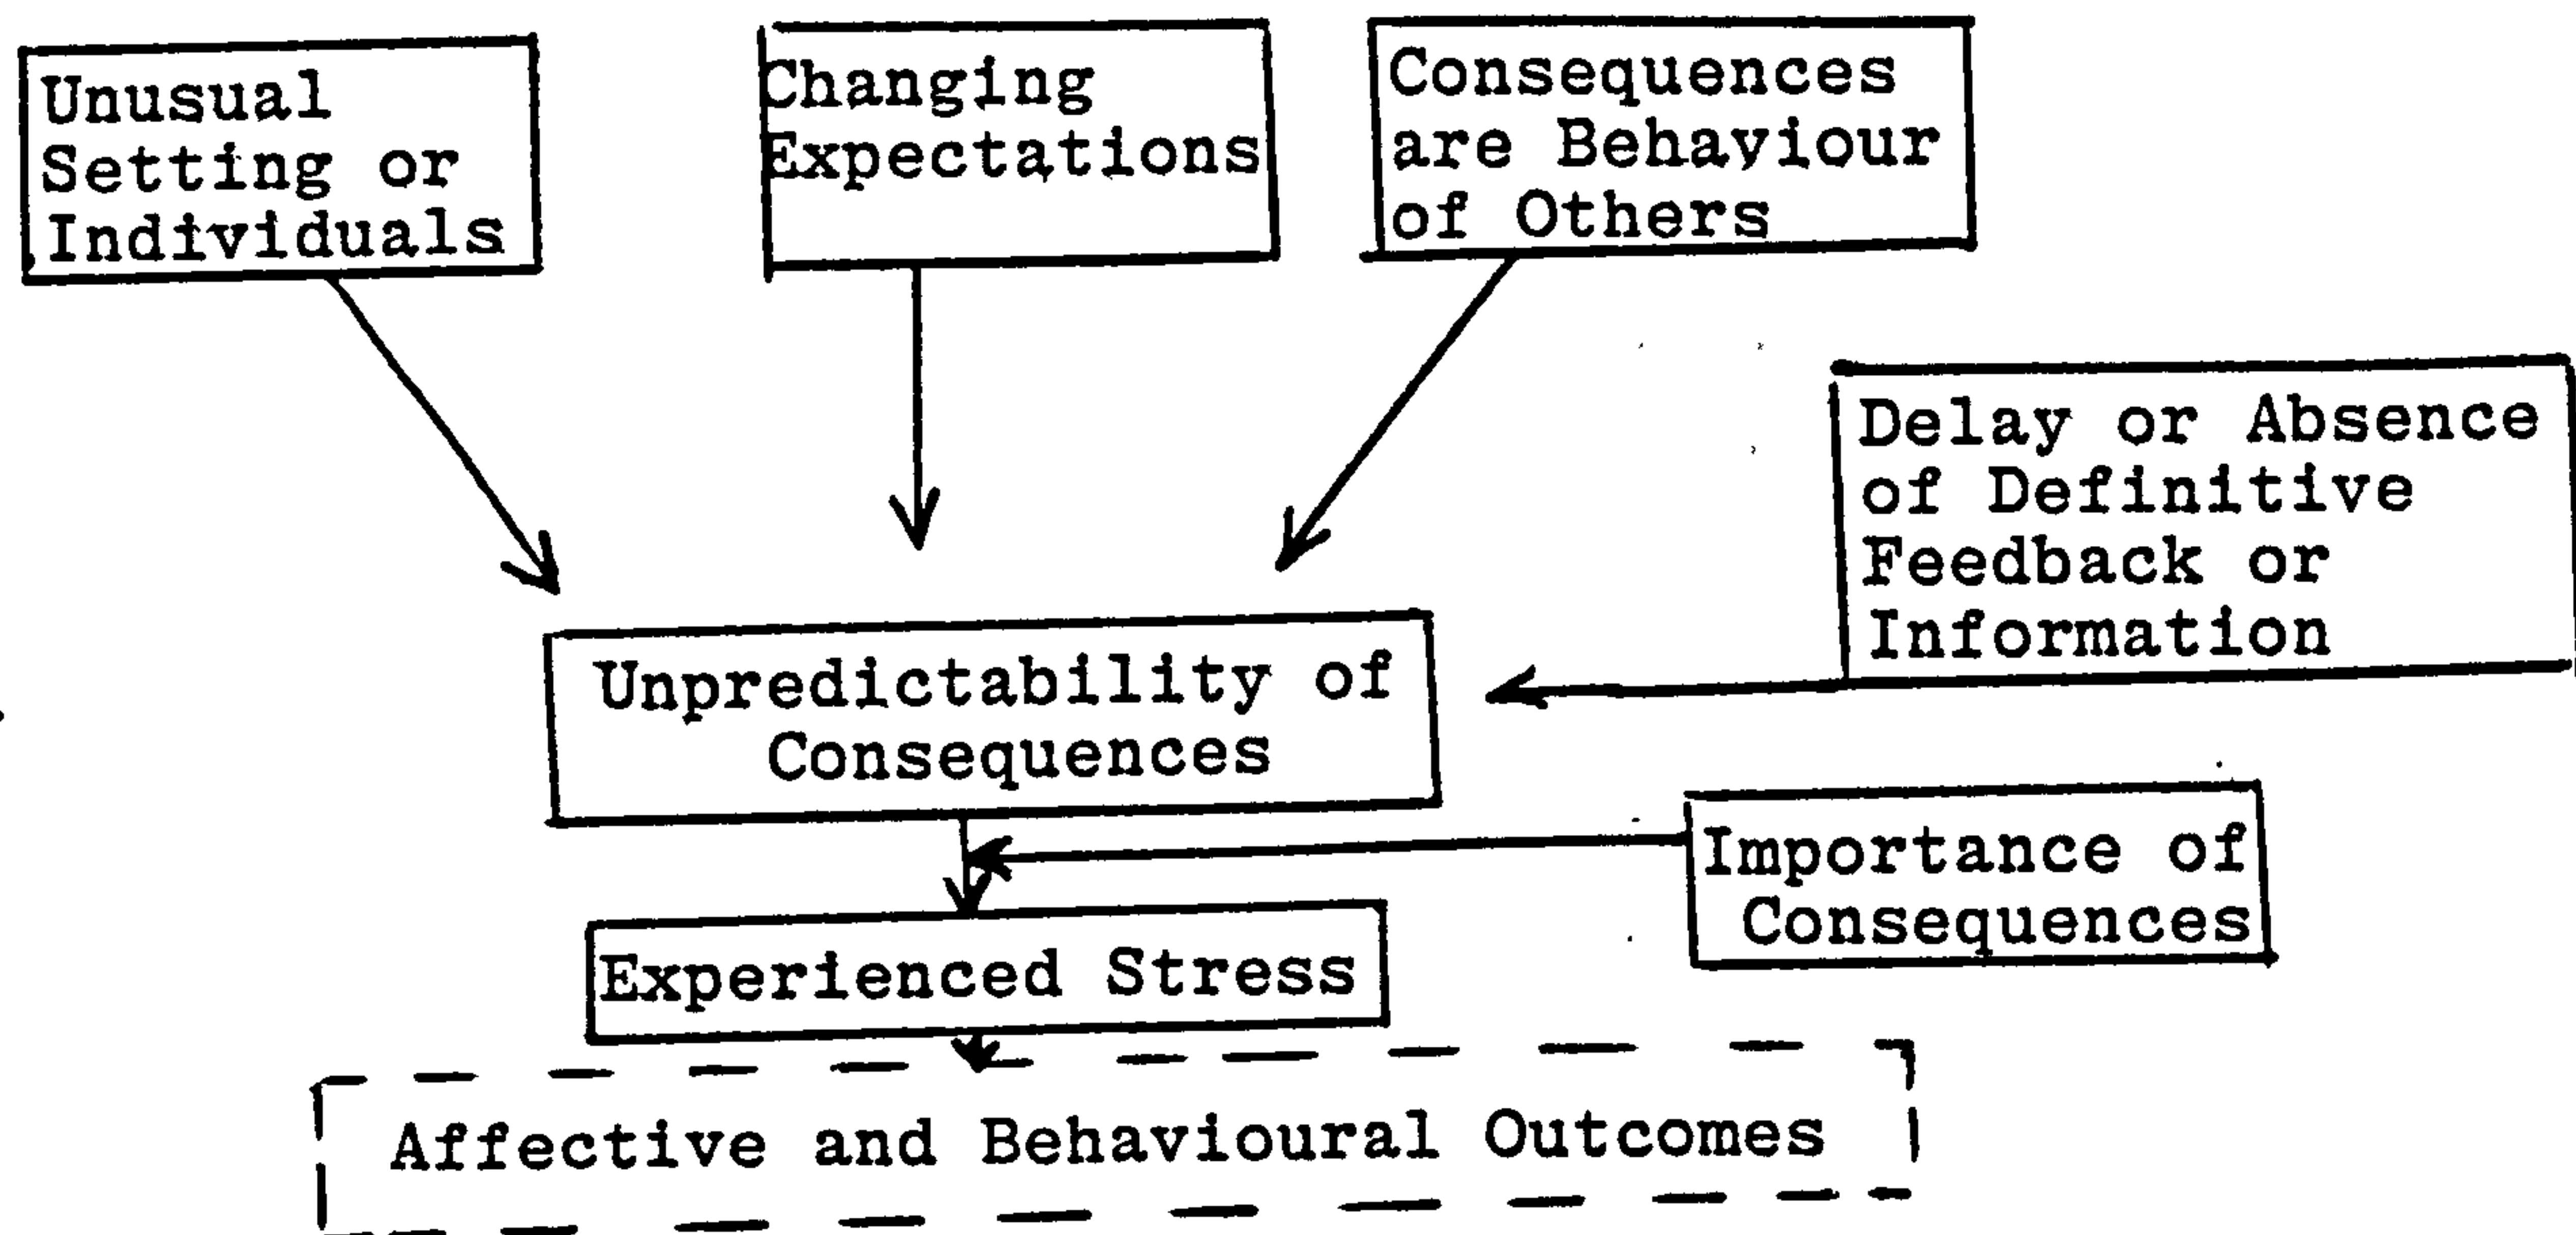 Unusual
Setting or
Individuals
Changing
Expectations
Consequences
are Behaviour
of Others
Delay or Absence
of Definitive
Feedback or
Information
Unpredictability of
Consequences
Importance of
Consequences
Experienced Stress
Affective and Behavioural Outcomes